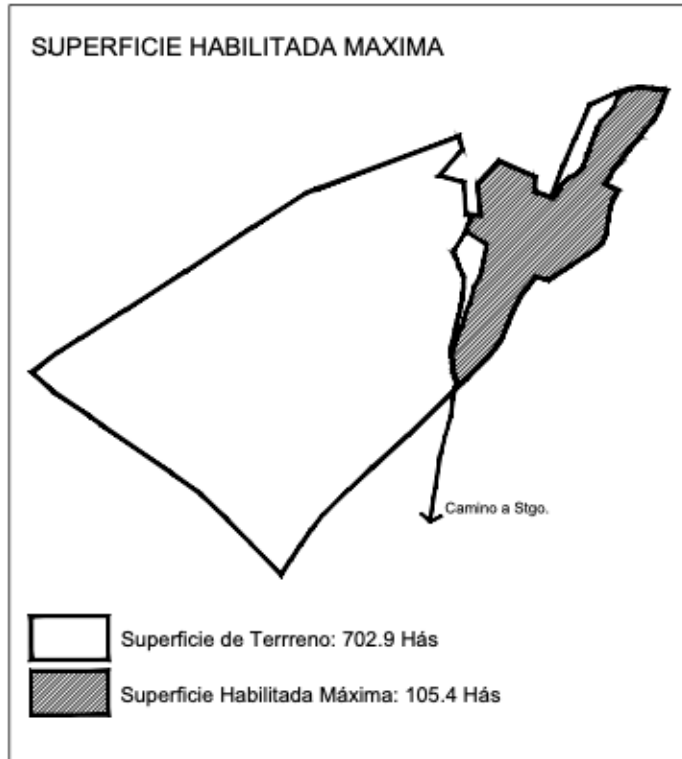 SUPERFICIE HABILITADA MAXIMA
Camino a Stgo.
Superficie de Terrreno: 702.9 Hás
Superficie Habilitada Máxima: 105.4 Hás